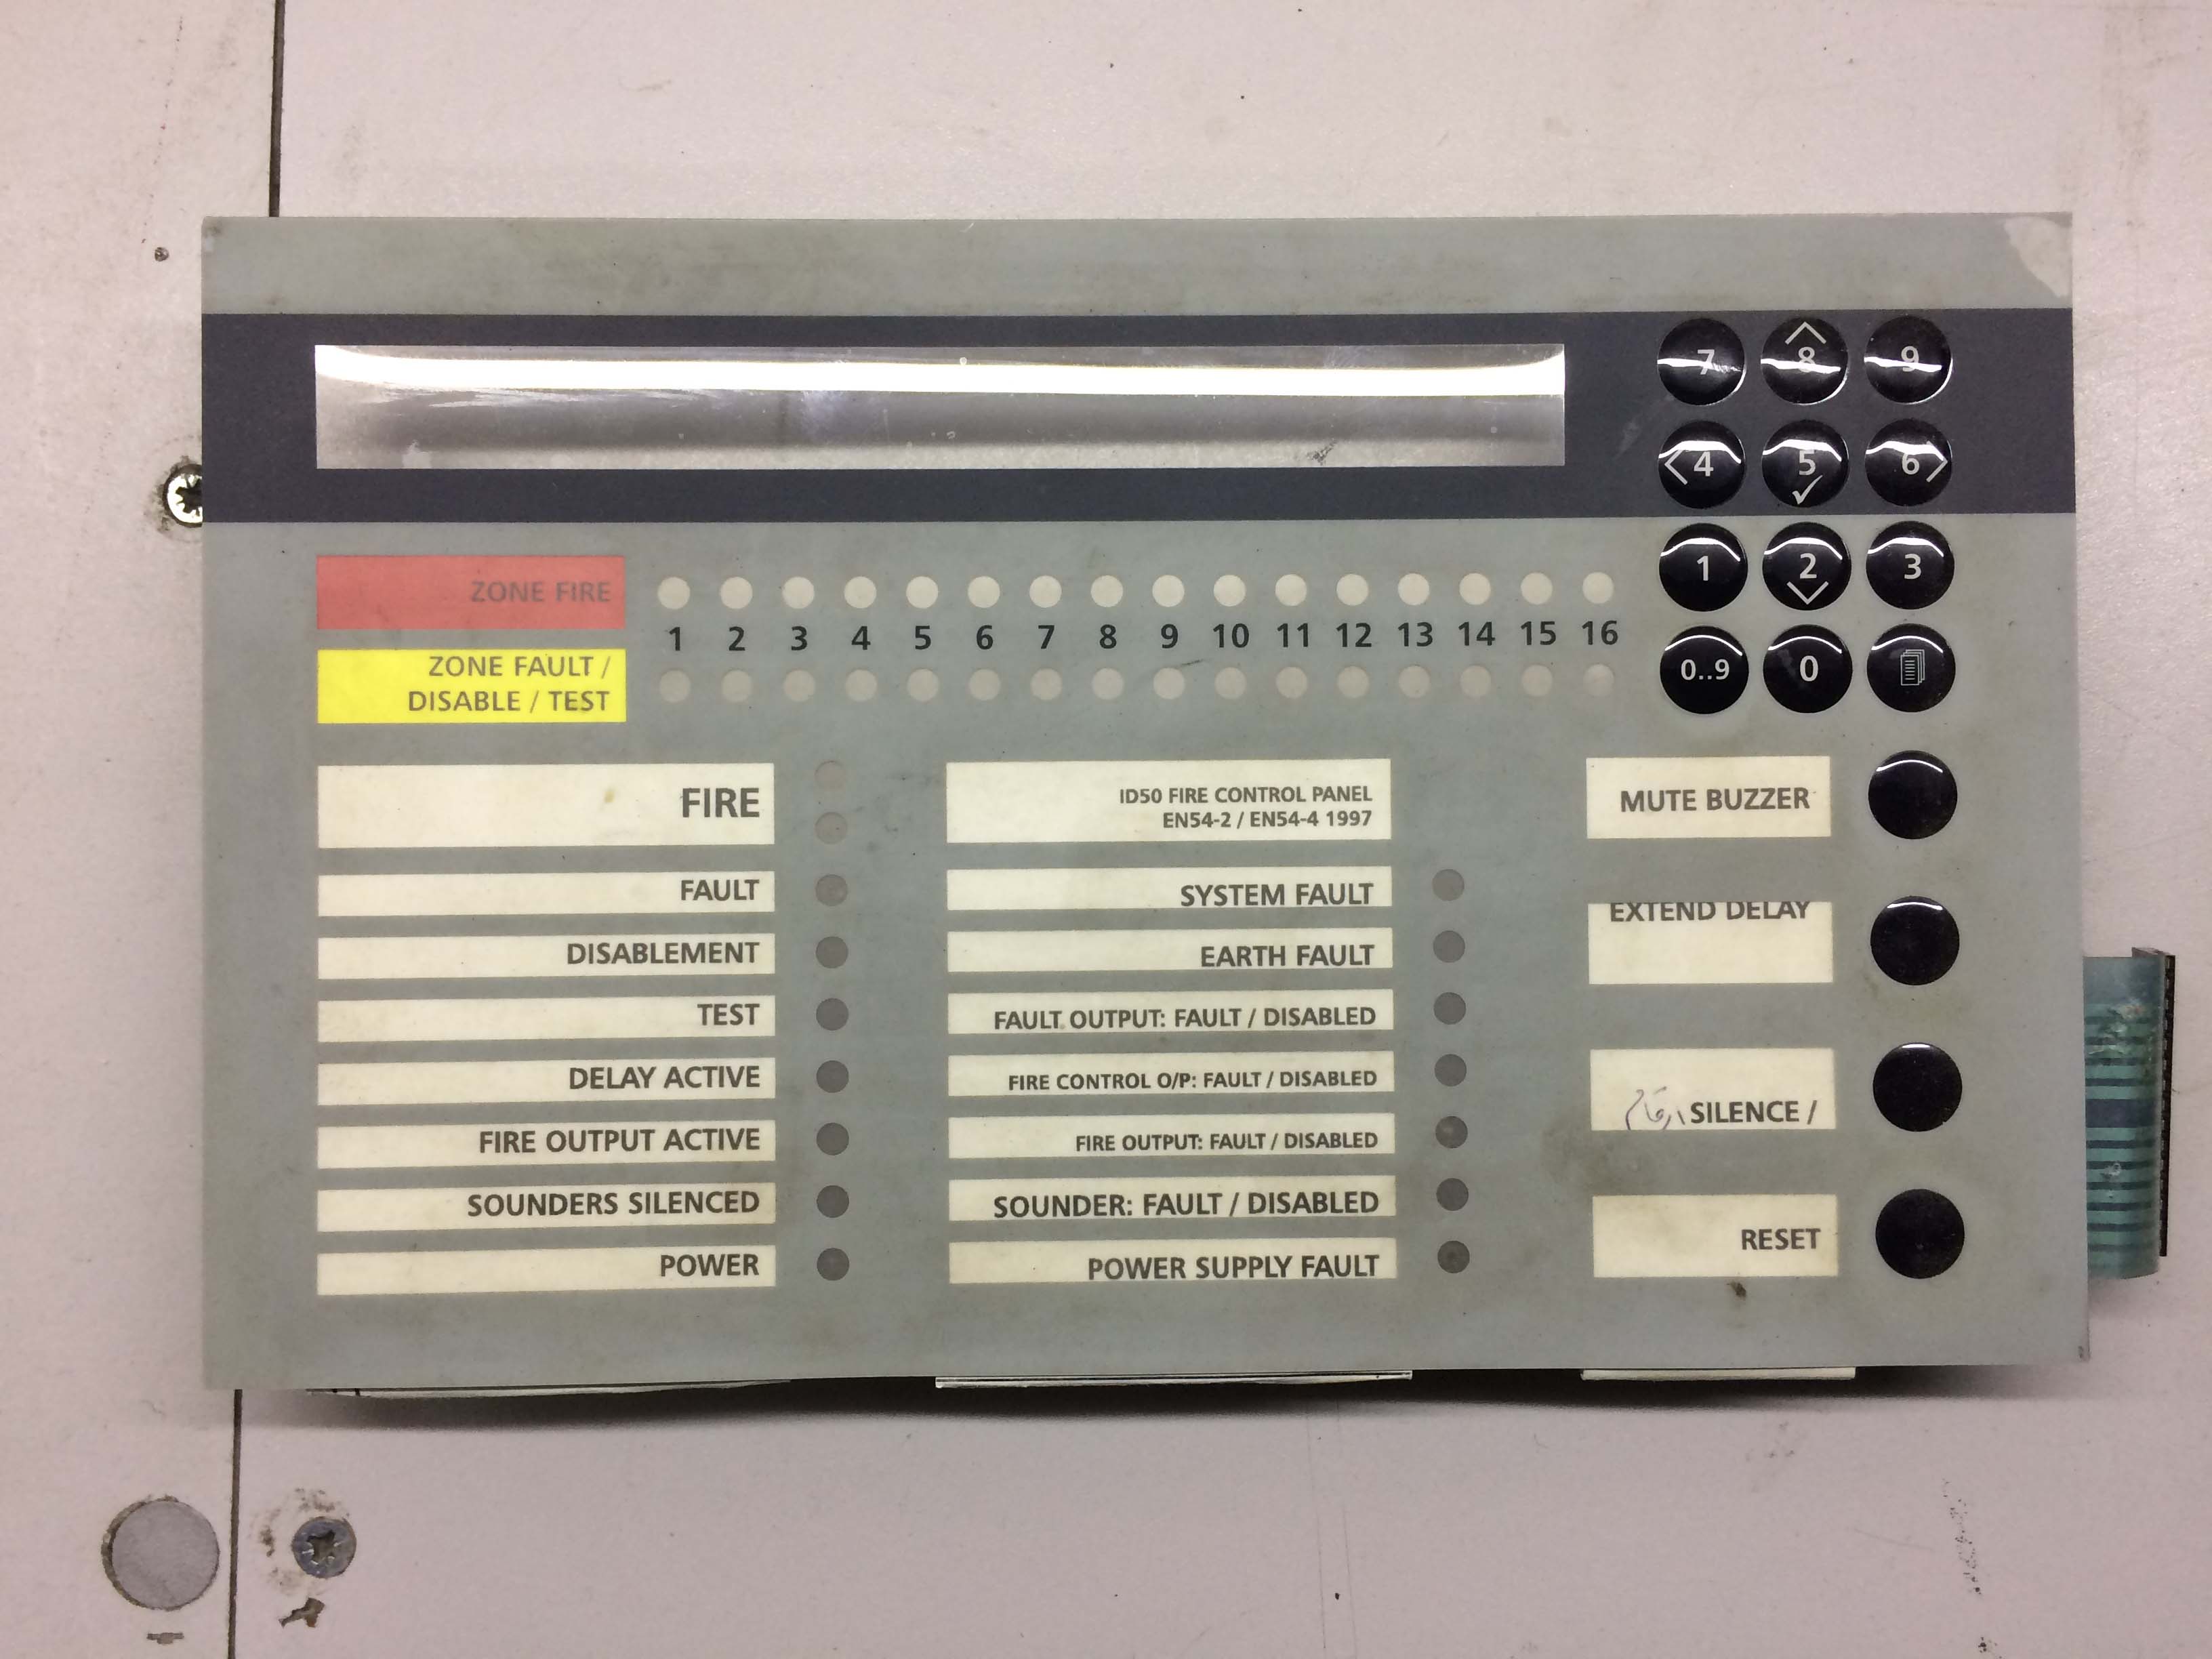 7 8 9
4 5 6
1 2 3
0..9 0
ZONE FIRE
1 2 3 4 5 6 7 8 9 10 11 12 13 14 15 16
ZONE FAULT /
DISABLE / TEST
FIRE
FAULT
DISABLEMENT
TEST
DELAY ACTIVE
FIRE OUTPUT ACTIVE
SOUNDERS SILENCED
POWER
ID50 FIRE CONTROL PANEL
EN54-2 / EN54-4 1997
SYSTEM FAULT
EARTH FAULT
FAULT OUTPUT: FAULT / DISABLED
FIRE CONTROL O/P: FAULT / DISABLED
FIRE OUTPUT: FAULT / DISABLED
SOUNDER: FAULT / DISABLED
POWER SUPPLY FAULT
MUTE BUZZER
EXTEND DELAY
SILENCE /
RESET